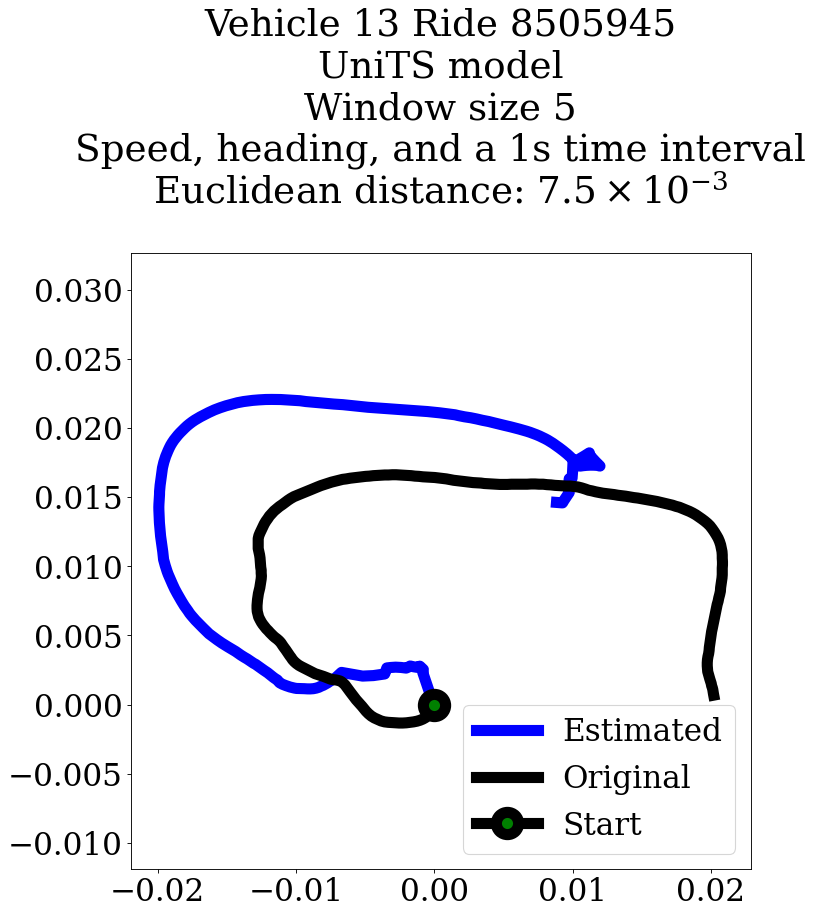 Vehicle 13 Ride 8505945
UniTS model
Window size 5
Speed, heading, and a 1s time interval
Euclidean distance: 7.5 × 10⁻³
0.030
0.025
0.020
0.015
0.010
0.005
0.000
−0.005
−0.010
Estimated
Original
Start
−0.02 −0.01 0.00 0.01 0.02